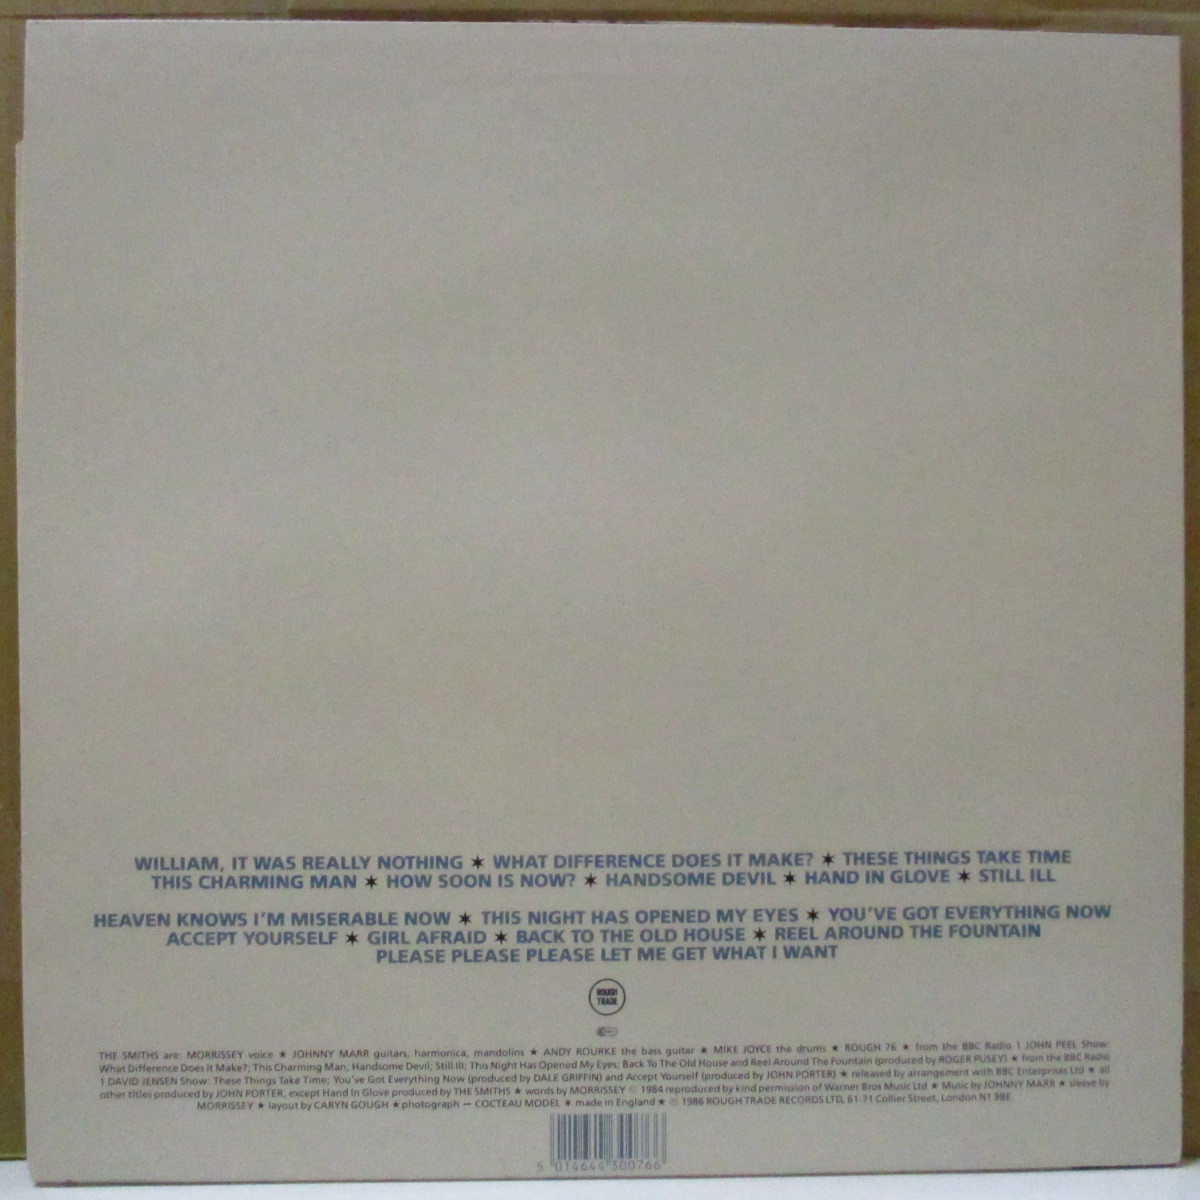 WILLIAM, IT WAS REALLY NOTHING ✶ WHAT DIFFERENCE DOES IT MAKE? ✶ THESE THINGS TAKE TIME
THIS CHARMING MAN ✶ HOW SOON IS NOW? ✶ HANDSOME DEVIL ✶ HAND IN GLOVE ✶ STILL ILL
HEAVEN KNOWS I'M MISERABLE NOW ✶ THIS NIGHT HAS OPENED MY EYES ✶ YOU'VE GOT EVERYTHING NOW
ACCEPT YOURSELF ✶ GIRL AFRAID ✶ BACK TO THE OLD HOUSE ✶ REEL AROUND THE FOUNTAIN
PLEASE PLEASE PLEASE LET ME GET WHAT I WANT
ROUGH
TRADE
THE SMITHS are: MORRISSEY voice ★ JOHNNY MARR guitars, harmonica, mandolins ★ ANDY ROURKE the bass guitar ★ MIKE JOYCE the drums ★ ROUGH 76 ★ from the BBC Radio 1 JOHN PEEL Show:
What Difference Does It Make?; This Charming Man; Handsome Devil; Still Ill; This Night Has Opened My Eyes; Back To The Old House and Reel Around The Fountain (produced by ROGER PUSEY) ★ from the BBC Radio
1 DAVID JENSEN Show: These Things Take Time; You've Got Everything Now (produced by DALE GRIFFIN) and Accept Yourself (produced by JOHN PORTER) ★ released by arrangement with BBC Enterprises Ltd ★ all
other titles produced by JOHN PORTER, except Hand in Glove produced by THE SMITHS ★ words by MORRISSEY © 1984 reproduced by kind permission of Warner Bros Music Ltd ★ Music by JOHNNY MARR ★ sleeve by
MORRISSEY ★ layout by CARYN GOUGH ★ photograph — COCTEAU MODEL ★ made in England ★ ℗ 1986 ROUGH TRADE RECORDS LTD, 61-71 Collier Street, London N1 9BE.
5 014644 300766